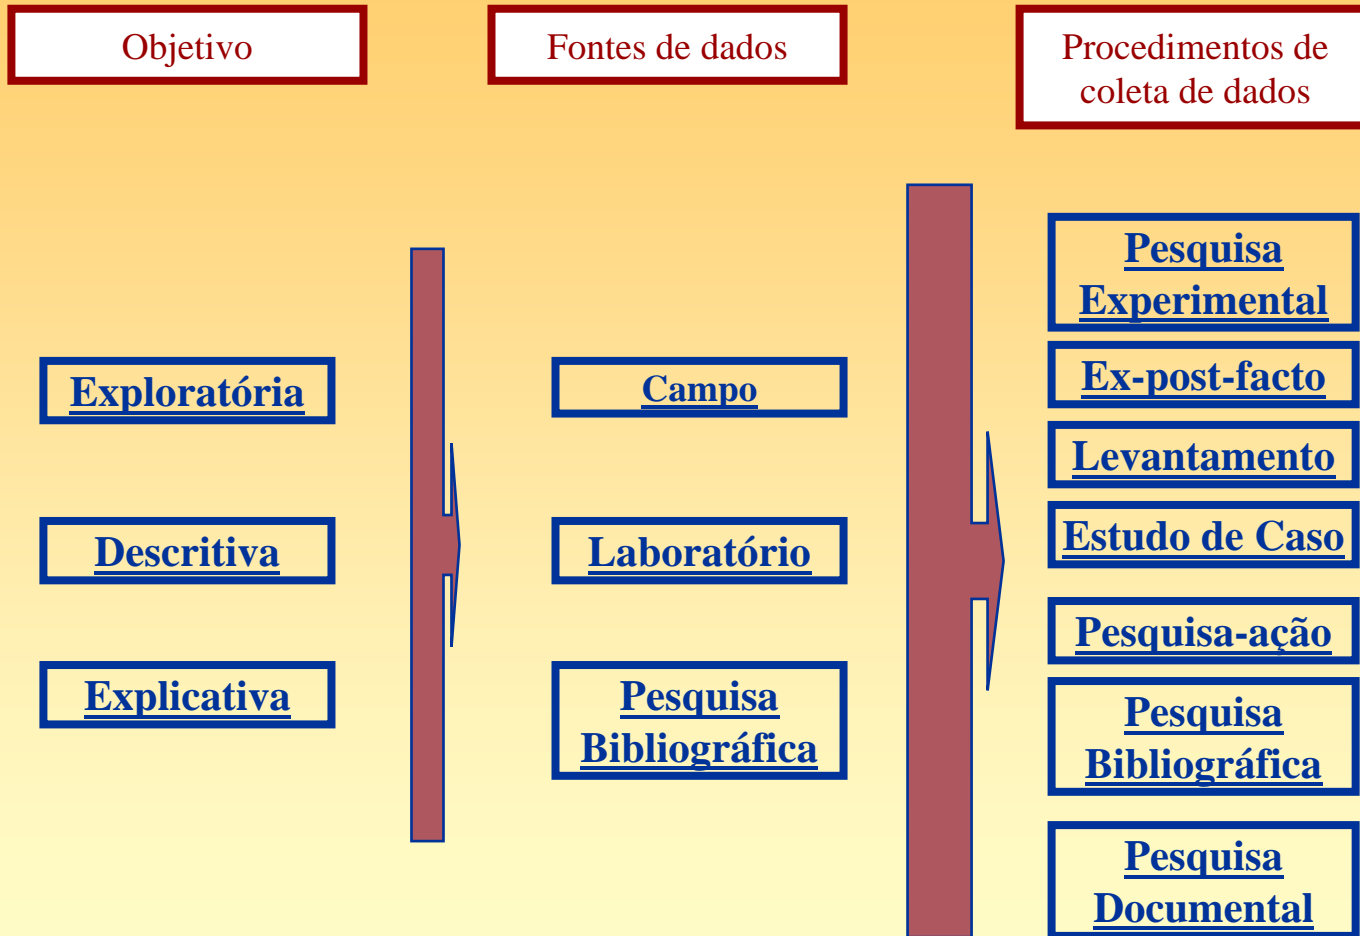 Objetivo
Fontes de dados
Procedimentos de
coleta de dados
Exploratória
Descritiva
Explicativa
Campo
Laboratório
Pesquisa
Bibliográfica
Pesquisa
Experimental
Ex-post-facto
Levantamento
Estudo de Caso
Pesquisa-ação
Pesquisa
Bibliográfica
Pesquisa
Documental